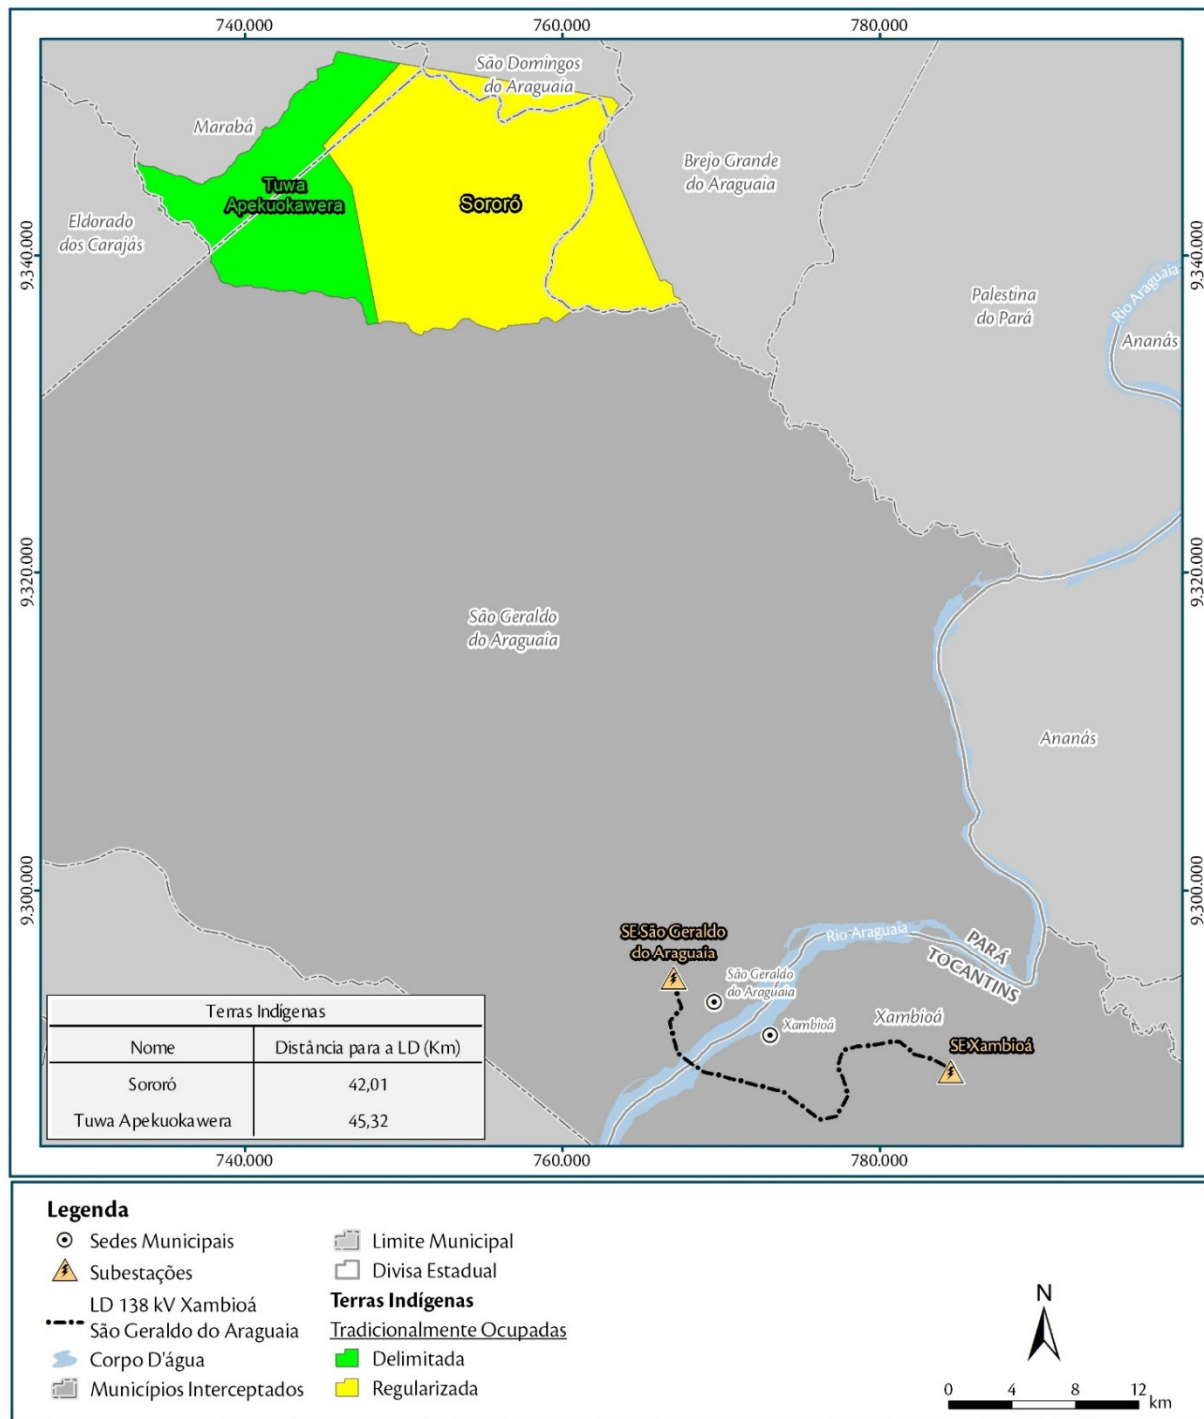 740.000
760.000
780.000
São Domingos
do Araguaia
Marabá
Brejo Grande
do Araguaia
Tuwa
Apekuokawera
Sororó
Eldorado
dos Carajás
9.340.000
9.340.000
Palestina
do Pará
Rio Araguaia
Ananás
9.320.000
9.320.000
São Geraldo
do Araguaia
Ananás
9.300.000
9.300.000
SE São Geraldo
do Araguaia
Rio Araguaia
PARÁ
TOCANTINS
São Geraldo
do Araguaia
Xambioá
Xambioá
SE Xambioá
Terras Indígenas
Nome Distância para a LD (Km)
Sororó 42,01
Tuwa Apekuokawera 45,32
740.000
760.000
780.000
Legenda
Sedes Municipais
Subestações
LD 138 kV Xambioá
São Geraldo do Araguaia
Corpo D'água
Municípios Interceptados
Limite Municipal
Divisa Estadual
Terras Indígenas
Tradicionalmente Ocupadas
Delimitada
Regularizada
N
0 4 8 12
km